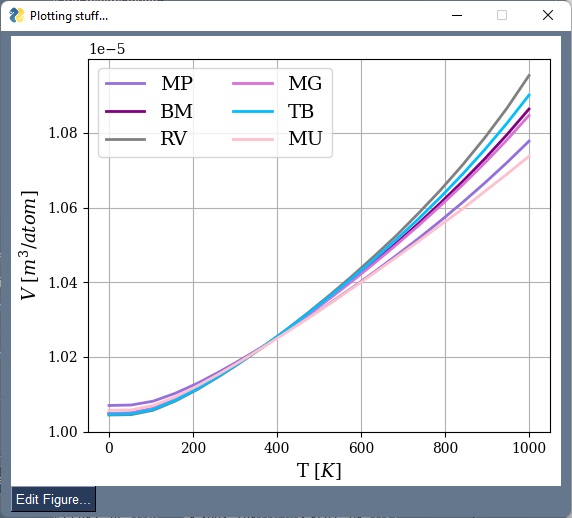 Plotting stuff...
1e−5
MP
MG
BM
TB
RV
MU
1.08
1.06
1.04
1.02
1.00
V [m³/atom]
0
200
400
600
800
1000
T [K]
Edit Figure...